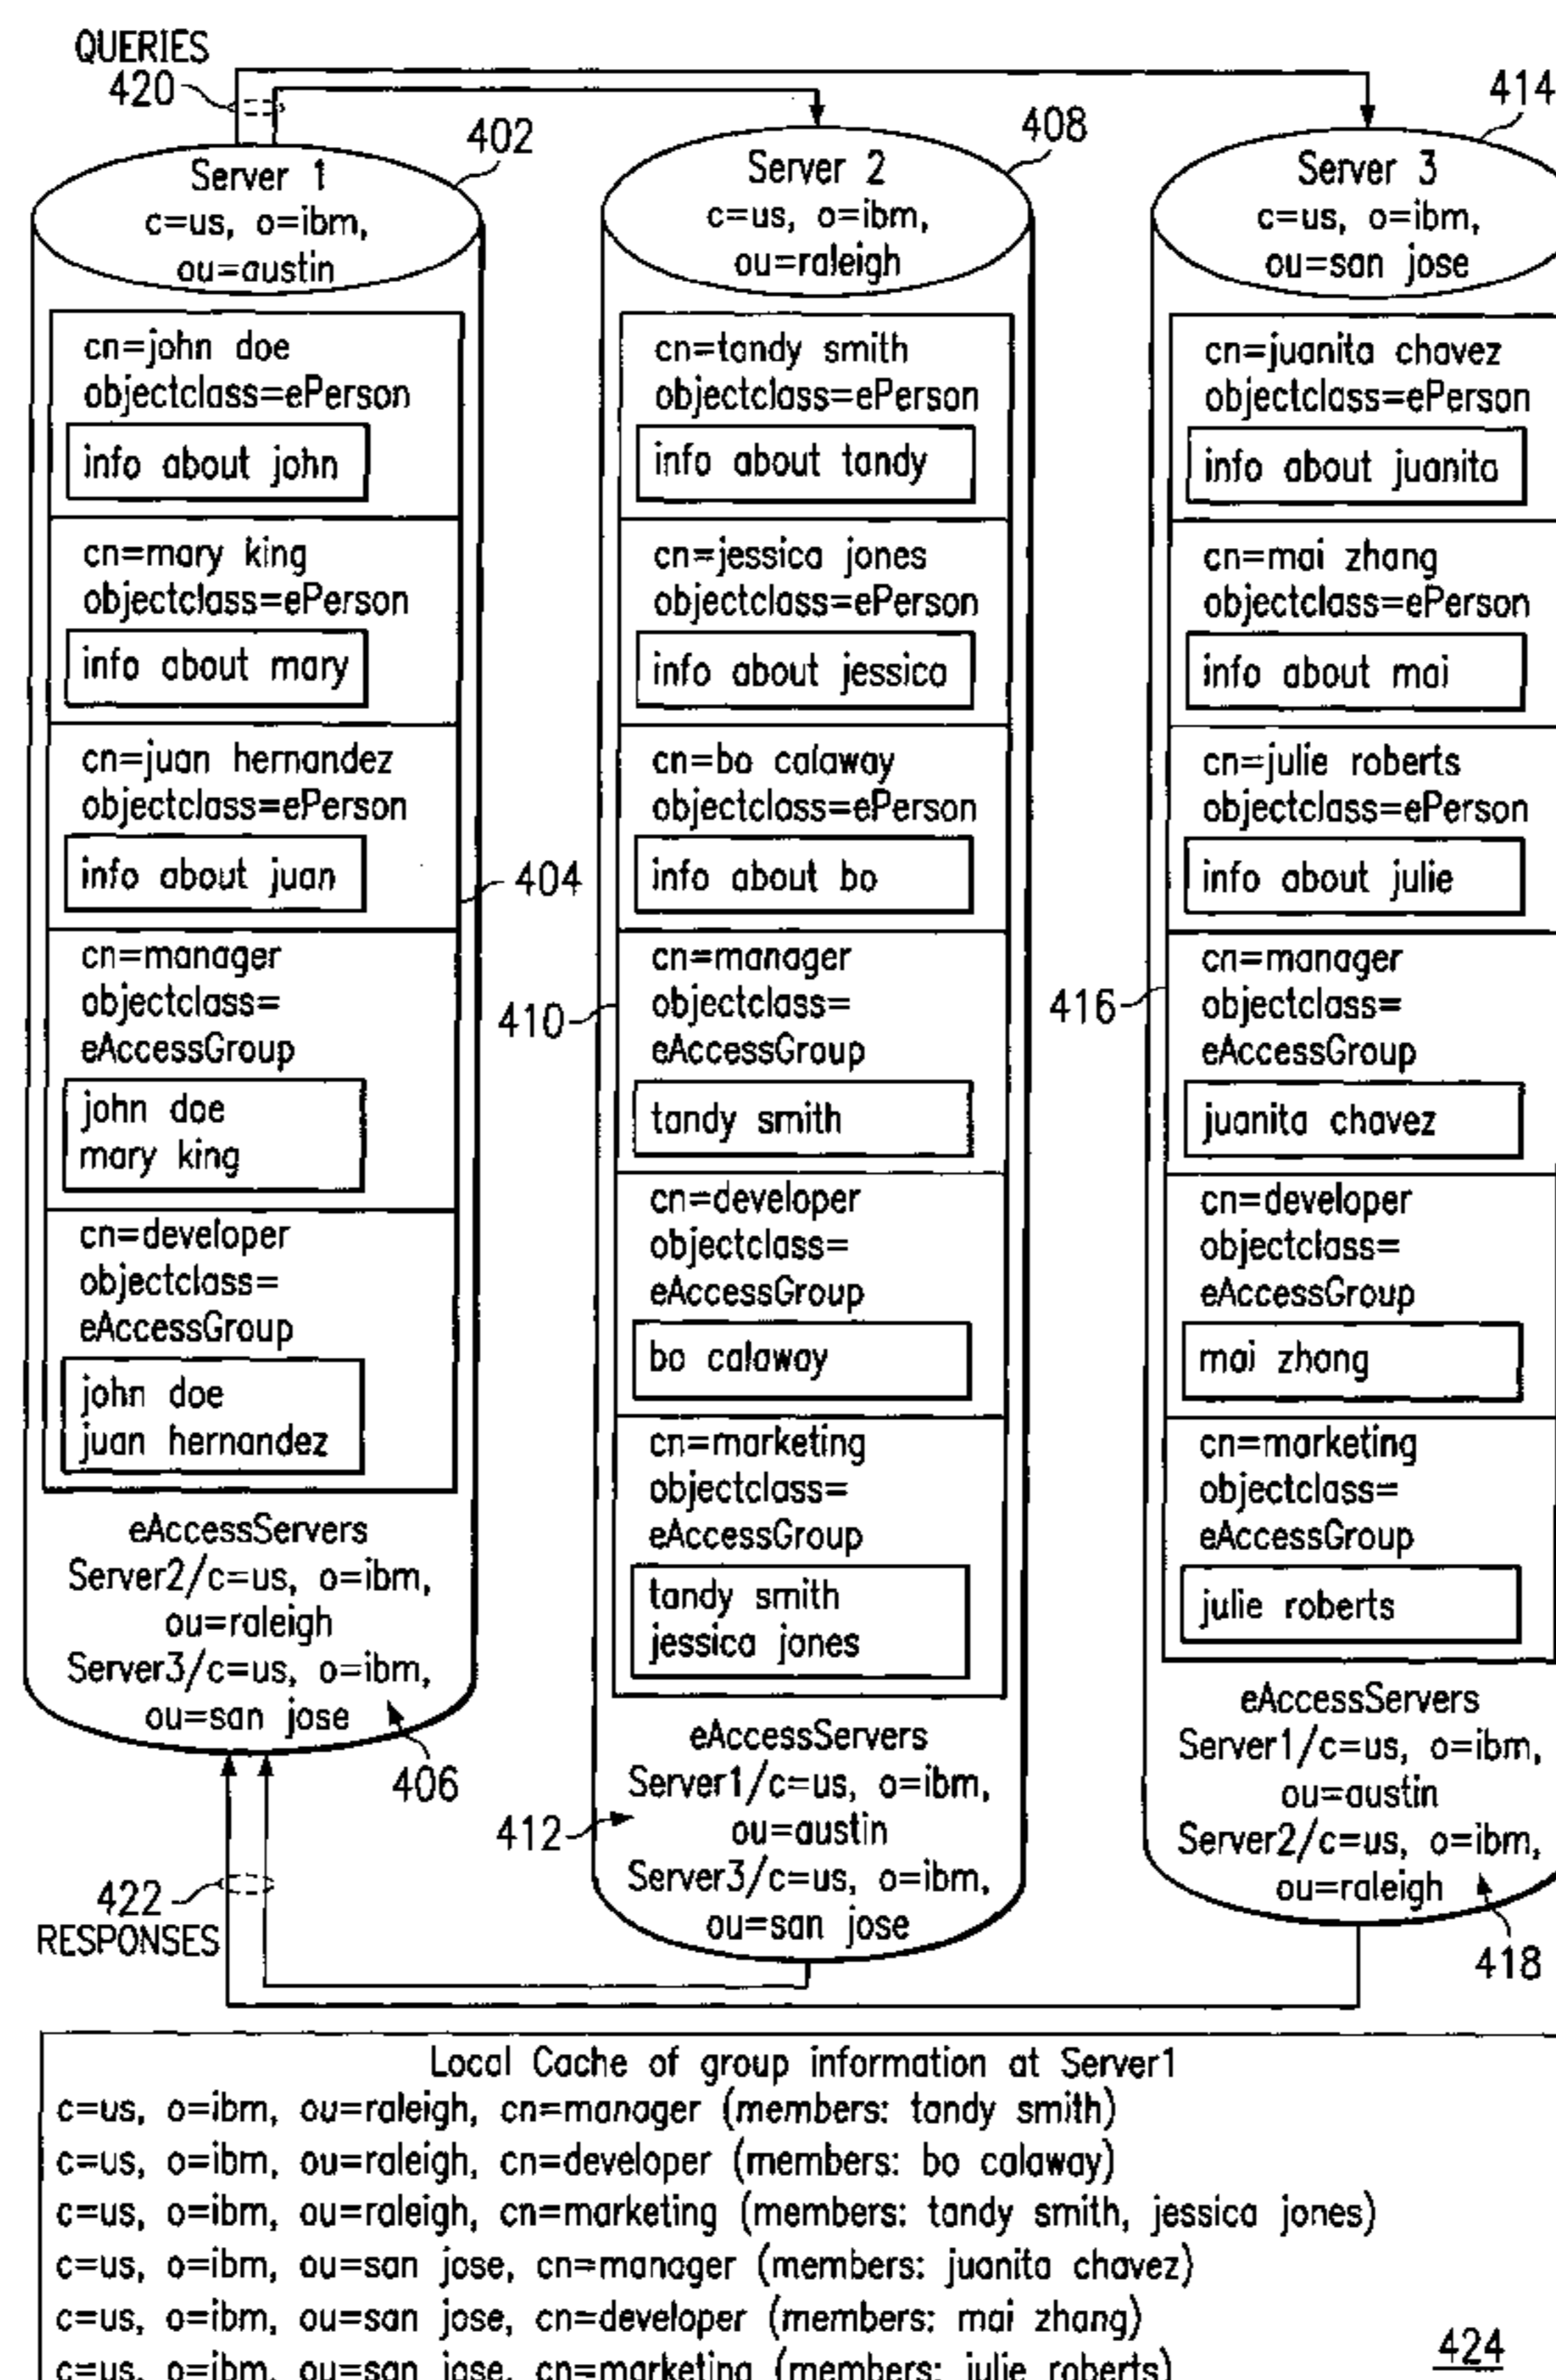 QUERIES
420
402
408
414
Server 1
c=us, o=ibm,
ou=austin
cn=john doe
objectclass=ePerson
info about john
cn=mary king
objectclass=ePerson
info about mary
cn=juan hernandez
objectclass=ePerson
info about juan
404
cn=manager
objectclass=
eAccessGroup
john doe
mary king
cn=developer
objectclass=
eAccessGroup
john doe
juan hernandez
eAccessServers
Server2/c=us, o=ibm,
ou=raleigh
Server3/c=us, o=ibm,
ou=san jose
406
Server 2
c=us, o=ibm,
ou=raleigh
cn=tandy smith
objectclass=ePerson
info about tandy
cn=jessica jones
objectclass=ePerson
info about jessica
cn=bo calaway
objectclass=ePerson
info about bo
410
cn=manager
objectclass=
eAccessGroup
tandy smith
cn=developer
objectclass=
eAccessGroup
bo calaway
cn=marketing
objectclass=
eAccessGroup
tandy smith
jessica jones
eAccessServers
Server1/c=us, o=ibm,
ou=austin
Server3/c=us, o=ibm,
ou=san jose
412
Server 3
c=us, o=ibm,
ou=san jose
cn=juanita chavez
objectclass=ePerson
info about juanita
cn=mai zhang
objectclass=ePerson
info about mai
cn=julie roberts
objectclass=ePerson
info about julie
416
cn=manager
objectclass=
eAccessGroup
juanita chavez
cn=developer
objectclass=
eAccessGroup
mai zhang
cn=marketing
objectclass=
eAccessGroup
julie roberts
eAccessServers
Server1/c=us, o=ibm,
ou=austin
Server2/c=us, o=ibm,
ou=raleigh
418
422
RESPONSES
Local Cache of group information at Server1
c=us, o=ibm, ou=raleigh, cn=manager (members: tandy smith)
c=us, o=ibm, ou=raleigh, cn=developer (members: bo calaway)
c=us, o=ibm, ou=raleigh, cn=marketing (members: tandy smith, jessica jones)
c=us, o=ibm, ou=san jose, cn=manager (members: juanita chavez)
c=us, o=ibm, ou=san jose, cn=developer (members: mai zhang)
c=us, o=ibm, ou=san jose, cn=marketing (members: julie roberts)
424